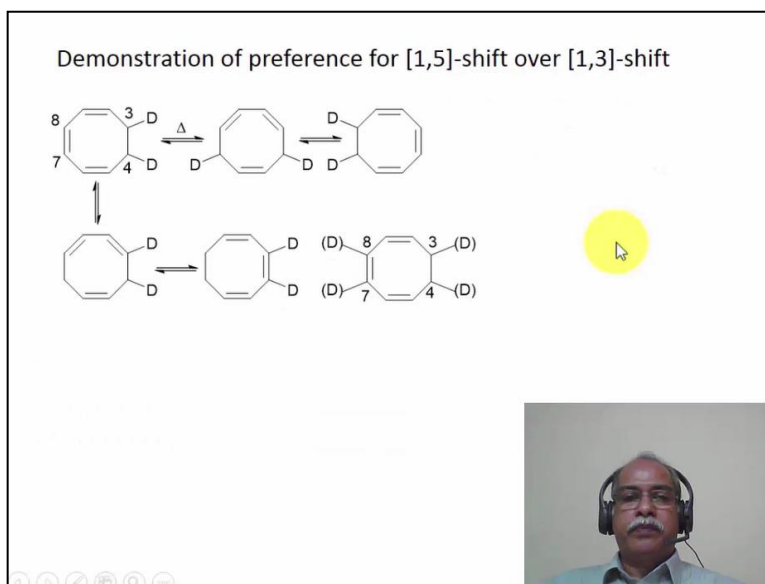 Demonstration of preference for [1,5]-shift over [1,3]-shift
8 3 D Δ D
7 4 D D D D
D (D) 8 3 (D)
D D (D) 7 4 (D)